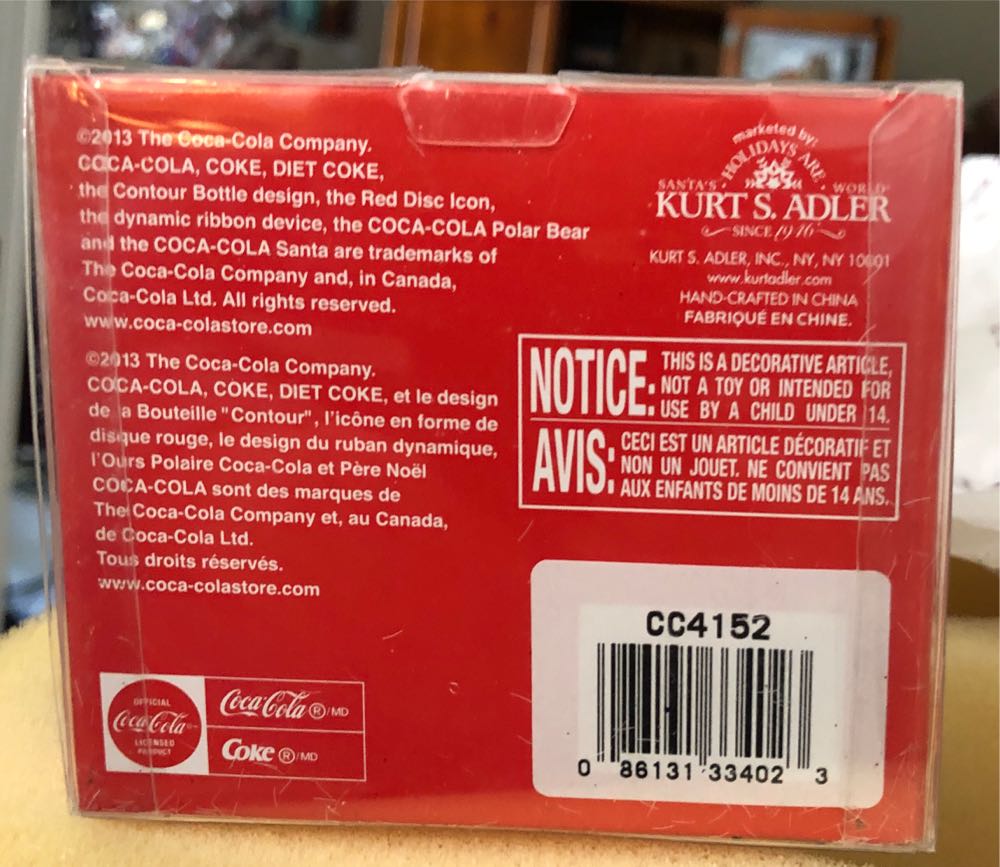 ©2013 The Coca-Cola Company.
COCA-COLA, COKE, DIET COKE,
the Contour Bottle design, the Red Disc Icon,
the dynamic ribbon device, the COCA-COLA Polar Bear
and the COCA-COLA Santa are trademarks of
The Coca-Cola Company and, in Canada,
Coca-Cola Ltd. All rights reserved.
www.coca-colastore.com
©2013 The Coca-Cola Company.
COCA-COLA, COKE, DIET COKE, et le design
de la Bouteille "Contour", l'icône en forme de
disque rouge, le design du ruban dynamique,
l'Ours Polaire Coca-Cola et Père Noël
COCA-COLA sont des marques de
The Coca-Cola Company et, au Canada,
de Coca-Cola Ltd.
Tous droits réservés.
www.coca-colastore.com
OFFICIAL
Coca-Cola
LICENSED
PRODUCT
Coca-Cola ®/MD
Coke ®/MD
marketed by:
HOLIDAYS ARE
SANTA'S WORLD
KURT S. ADLER
SINCE 1946
KURT S. ADLER, INC., NY, NY 10001
www.kurtadler.com
HAND-CRAFTED IN CHINA
FABRIQUÉ EN CHINE.
NOTICE: THIS IS A DECORATIVE ARTICLE,
NOT A TOY OR INTENDED FOR
USE BY A CHILD UNDER 14.
AVIS: CECI EST UN ARTICLE DÉCORATIF ET
NON UN JOUET. NE CONVIENT PAS
AUX ENFANTS DE MOINS DE 14 ANS.
CC4152
0 86131 33402 3